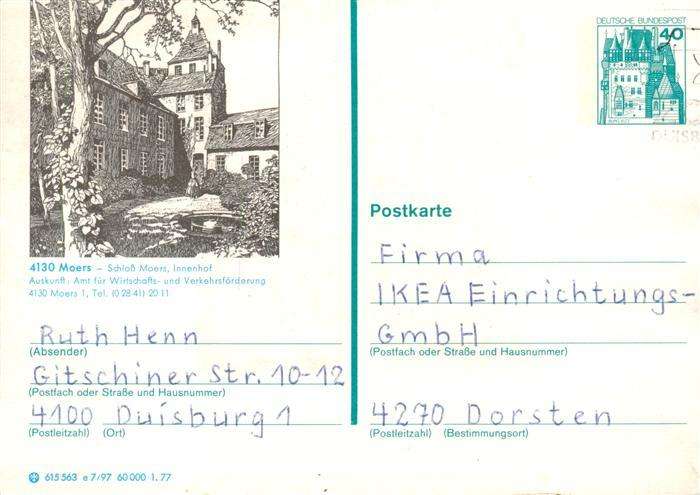 DEUTSCHE BUNDESPOST
40
BURG ELTZ
4130 Moers – Schloß Moers, Innenhof
Auskunft: Amt für Wirtschafts- und Verkehrsförderung
4130 Moers 1, Tel. (0 28 41) 20 11
Ruth Henn
(Absender)
Gitschiner Str. 10-12
(Postfach oder Straße und Hausnummer)
4100 Duisburg 1
(Postleitzahl) (Ort)
615 563 e 7/97 60 000 1. 77
Postkarte
Firma
IKEA Einrichtungs-
GmbH
(Postfach oder Straße und Hausnummer)
4270 Dorsten
(Postleitzahl) (Bestimmungsort)